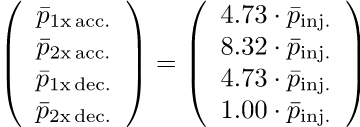 p̄1x acc. = 4.73 · p̄inj.
p̄2x acc. = 8.32 · p̄inj.
p̄1x dec. = 4.73 · p̄inj.
p̄2x dec. = 1.00 · p̄inj.